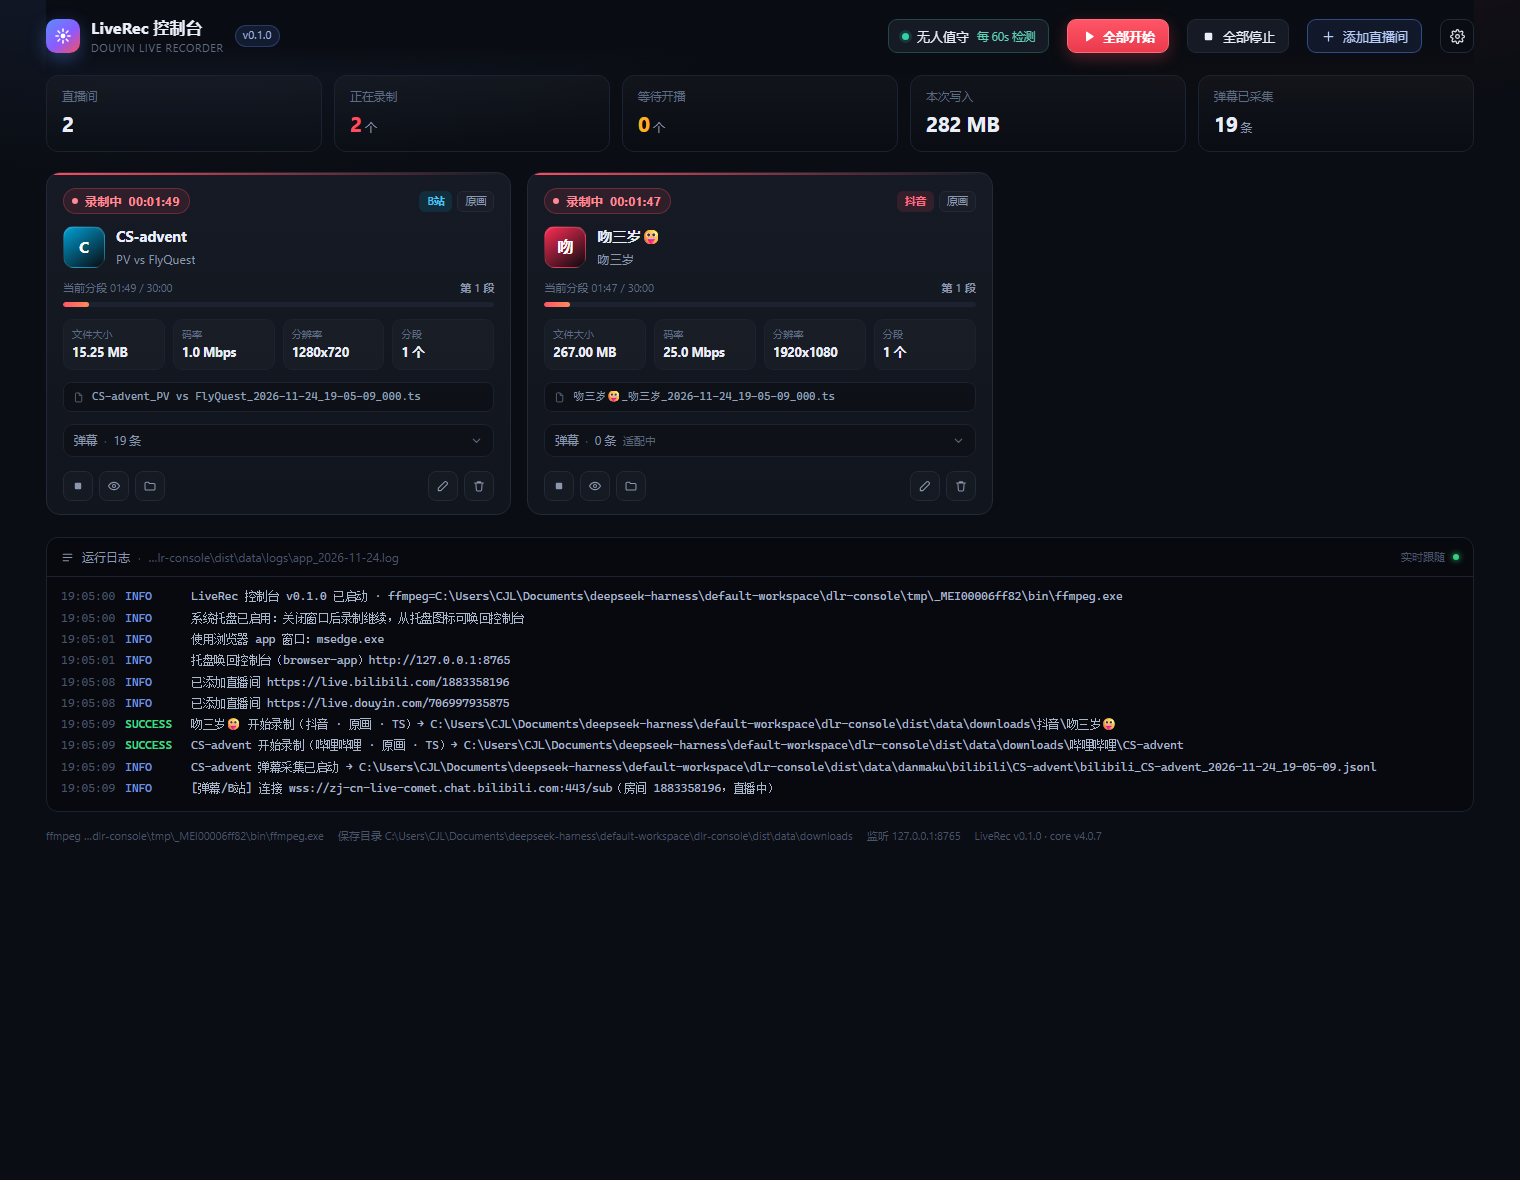 LiveRec 控制台
DOUYIN LIVE RECORDER
v0.1.0
无人值守 每 60s 检测
全部开始
全部停止
添加直播间
直播间
2
正在录制
2 个
等待开播
0 个
本次写入
282 MB
弹幕已采集
19 条
录制中 00:01:49
B站
原画
C
CS-advent
PV vs FlyQuest
当前分段 01:49 / 30:00
第 1 段
文件大小
15.25 MB
码率
1.0 Mbps
分辨率
1280x720
分段
1 个
CS-advent_PV vs FlyQuest_2026-11-24_19-05-09_000.ts
弹幕 · 19 条
录制中 00:01:47
抖音
原画
吻
吻三岁😛
吻三岁
当前分段 01:47 / 30:00
第 1 段
文件大小
267.00 MB
码率
25.0 Mbps
分辨率
1920x1080
分段
1 个
吻三岁😛_吻三岁_2026-11-24_19-05-09_000.ts
弹幕 · 0 条 适配中
运行日志 · ...lr-console\dist\data\logs\app_2026-11-24.log
实时跟随
19:05:00 INFO LiveRec 控制台 v0.1.0 已启动 · ffmpeg=C:\Users\CJL\Documents\deepseek-harness\default-workspace\dlr-console\tmp\_MEI00006ff82\bin\ffmpeg.exe
19:05:00 INFO 系统托盘已启用：关闭窗口后录制继续，从托盘图标可唤回控制台
19:05:01 INFO 使用浏览器 app 窗口：msedge.exe
19:05:01 INFO 托盘唤回控制台（browser-app）http://127.0.0.1:8765
19:05:08 INFO 已添加直播间 https://live.bilibili.com/1883358196
19:05:08 INFO 已添加直播间 https://live.douyin.com/706997935875
19:05:09 SUCCESS 吻三岁😛 开始录制（抖音 · 原画 · TS）→ C:\Users\CJL\Documents\deepseek-harness\default-workspace\dlr-console\dist\data\downloads\抖音\吻三岁😛
19:05:09 SUCCESS CS-advent 开始录制（哔哩哔哩 · 原画 · TS）→ C:\Users\CJL\Documents\deepseek-harness\default-workspace\dlr-console\dist\data\downloads\哔哩哔哩\CS-advent
19:05:09 INFO CS-advent 弹幕采集已启动 → C:\Users\CJL\Documents\deepseek-harness\default-workspace\dlr-console\dist\data\danmaku\bilibili\CS-advent\bilibili_CS-advent_2026-11-24_19-05-09.jsonl
19:05:09 INFO [弹幕/B站] 连接 wss://zj-cn-live-comet.chat.bilibili.com:443/sub（房间 1883358196，直播中）
ffmpeg ...dlr-console\tmp\_MEI00006ff82\bin\ffmpeg.exe 保存目录 C:\Users\CJL\Documents\deepseek-harness\default-workspace\dlr-console\dist\data\downloads 监听 127.0.0.1:8765 LiveRec v0.1.0 · core v4.0.7